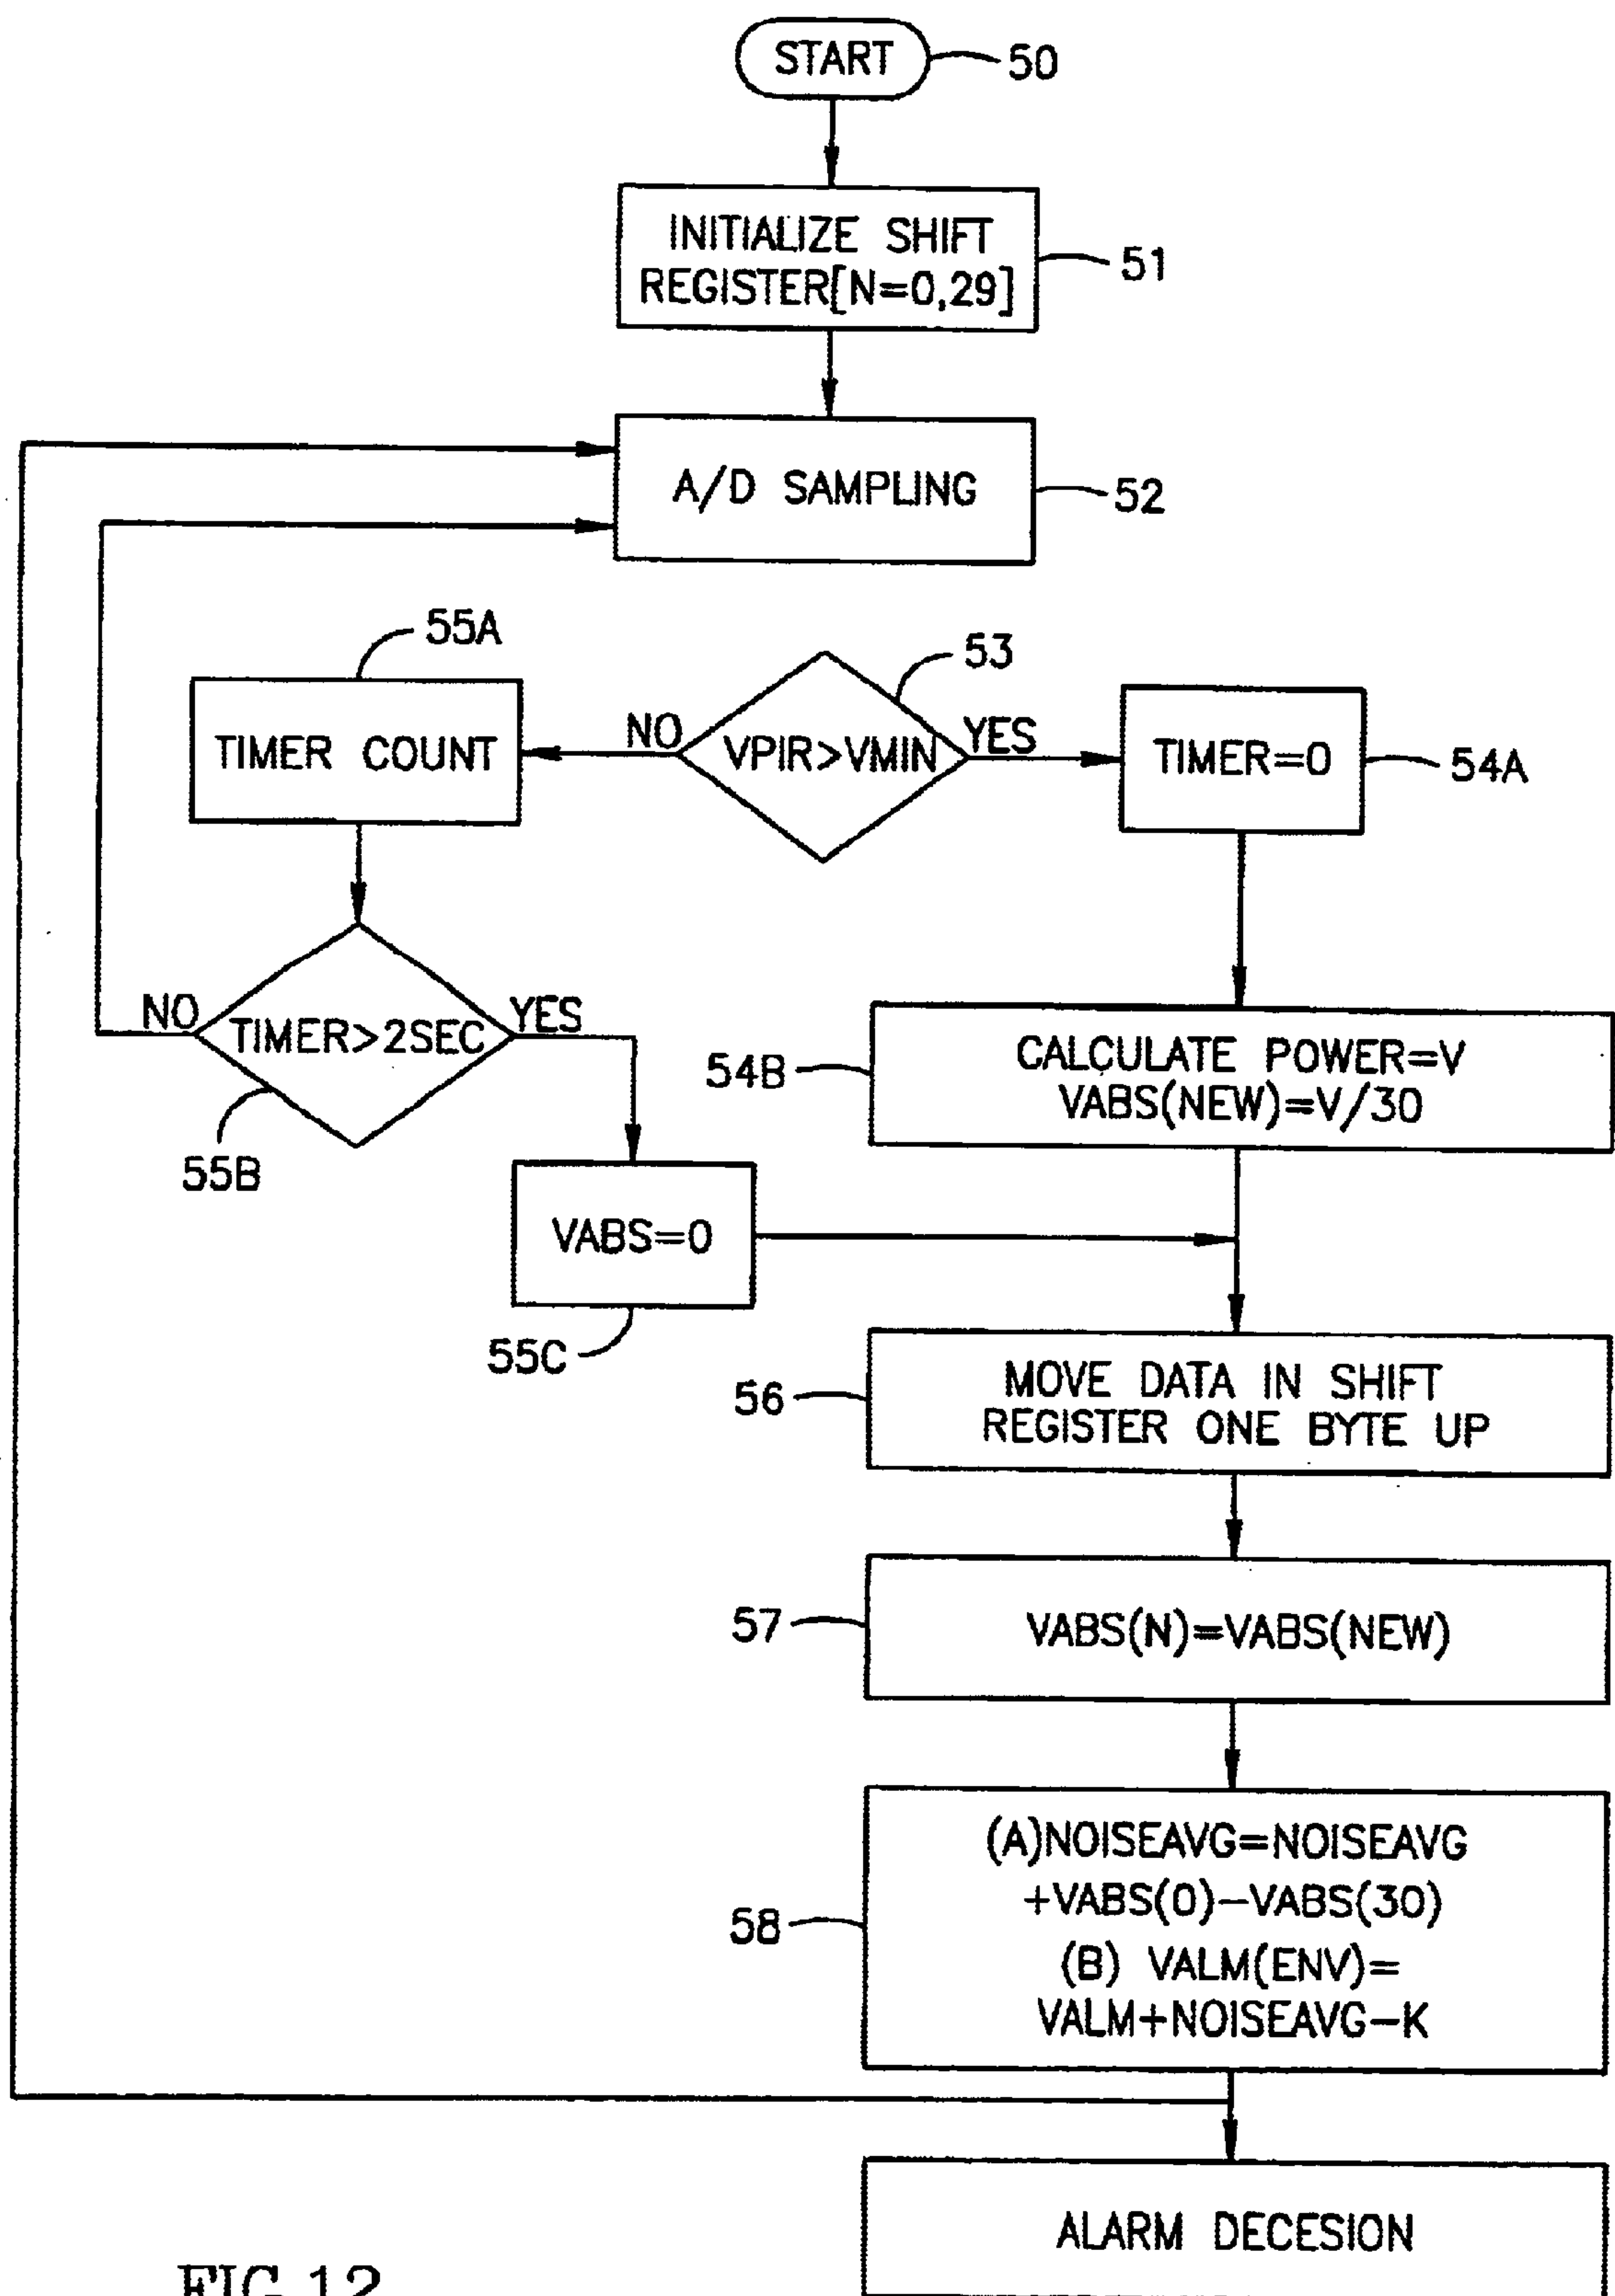 START
50
INITIALIZE SHIFT
REGISTER[N=0,29]
51
A/D SAMPLING
52
55A
53
TIMER COUNT
NO
VPIR>VMIN
YES
TIMER=0
54A
NO
TIMER>2SEC
YES
55B
54B
CALCULATE POWER=V
VABS(NEW)=V/30
VABS=0
55C
56
MOVE DATA IN SHIFT
REGISTER ONE BYTE UP
57
VABS(N)=VABS(NEW)
58
(A)NOISEAVG=NOISEAVG
+VABS(0)-VABS(30)
(B) VALM(ENV)=
VALM+NOISEAVG-K
ALARM DECESION
FIG.12